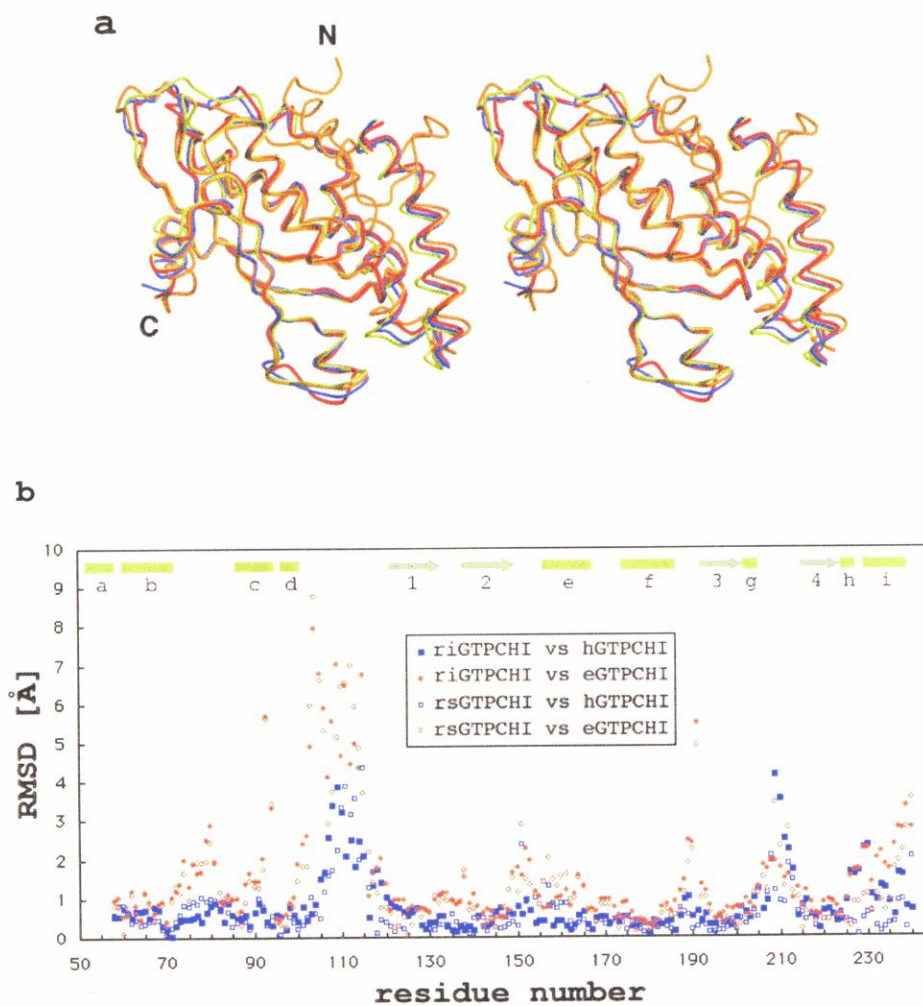 a
N
C
b
10
9
8
7
6
5
4
3
2
1
0
RMSD [Å]
a b c d 1 2 e f 3 g 4 h i
riGTPCHI vs hGTPCHI
riGTPCHI vs eGTPCHI
rsGTPCHI vs hGTPCHI
rsGTPCHI vs eGTPCHI
50 70 90 110 130 150 170 190 210 230
residue number